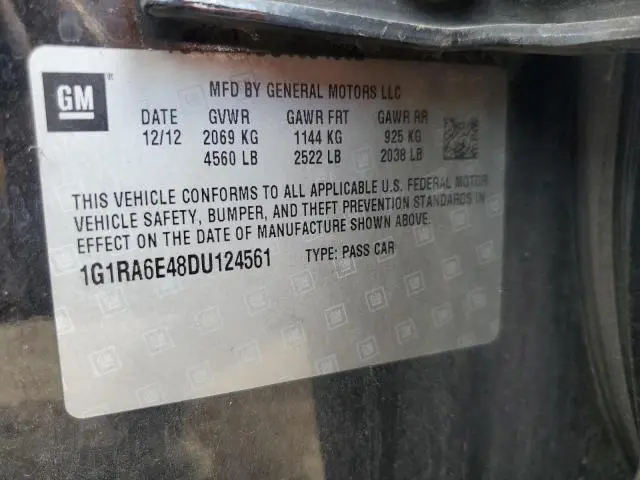 GM
MFD BY GENERAL MOTORS LLC
DATE GVWR GAWR FRT GAWR RR
12/12 2069 KG 1144 KG 925 KG
4560 LB 2522 LB 2038 LB
THIS VEHICLE CONFORMS TO ALL APPLICABLE U.S. FEDERAL MOTOR
VEHICLE SAFETY, BUMPER, AND THEFT PREVENTION STANDARDS IN
EFFECT ON THE DATE OF MANUFACTURE SHOWN ABOVE.
1G1RA6E48DU124561 TYPE: PASS CAR